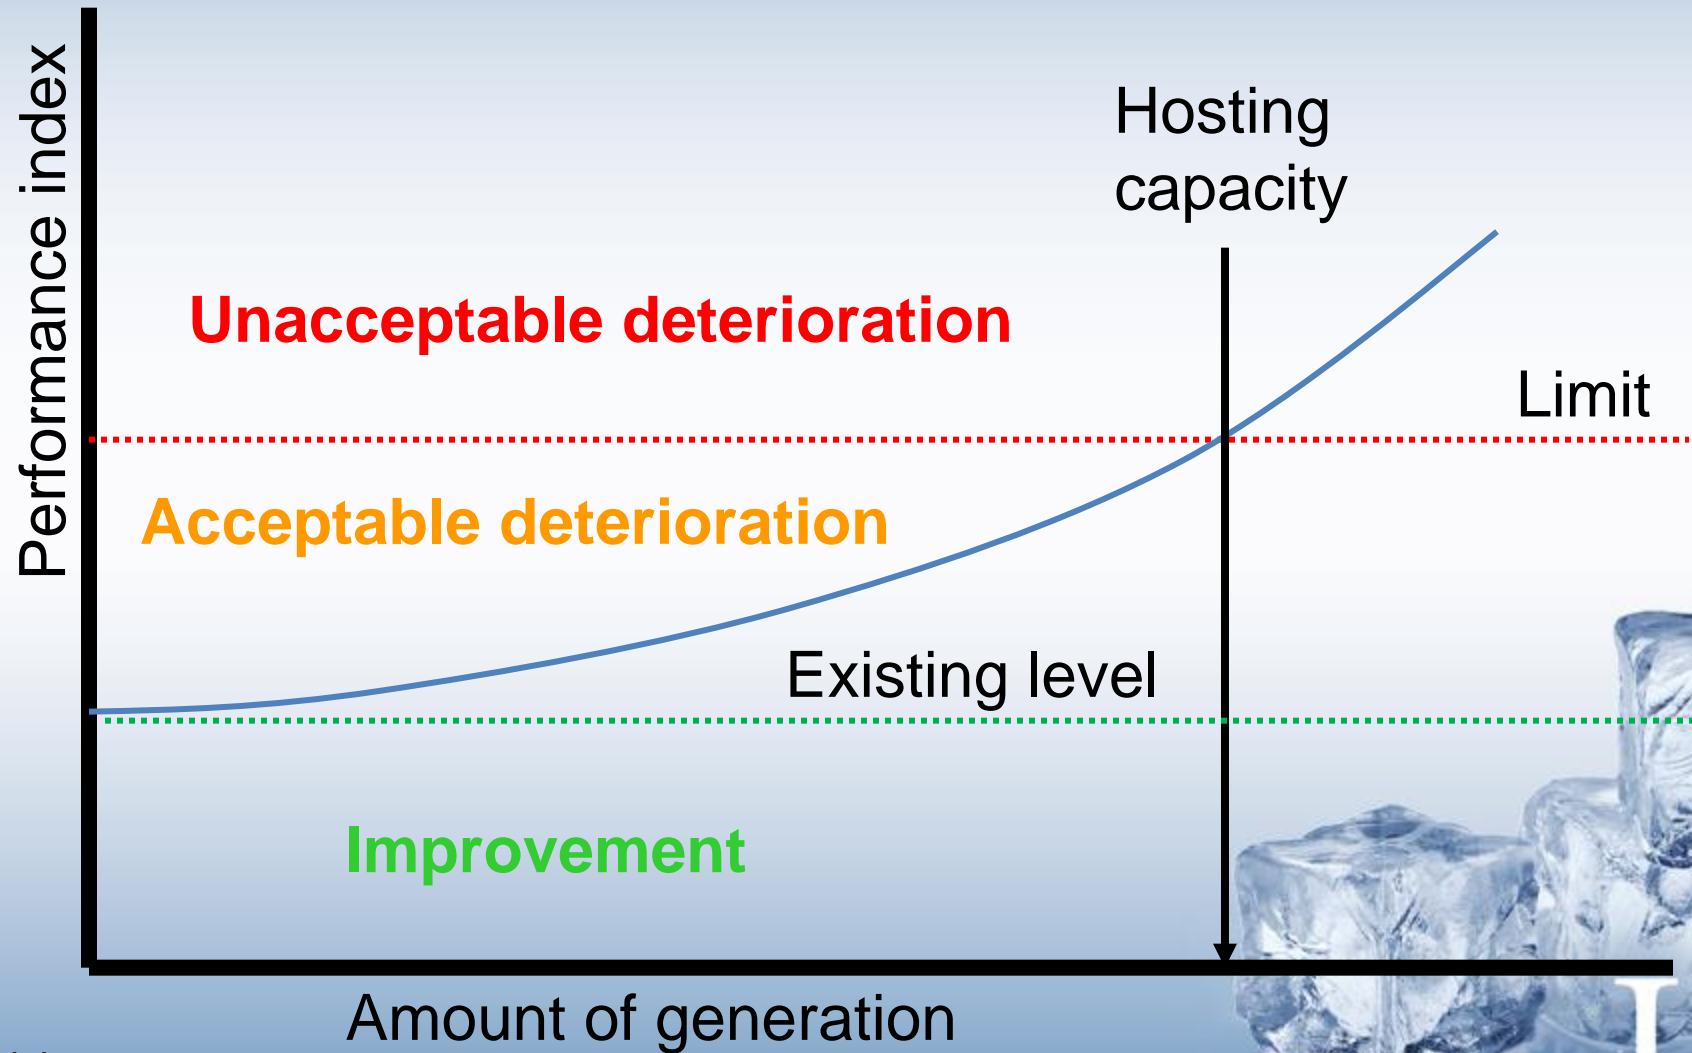 Performance index
Hosting
capacity
Unacceptable deterioration
Limit
Acceptable deterioration
Existing level
Improvement
Amount of generation